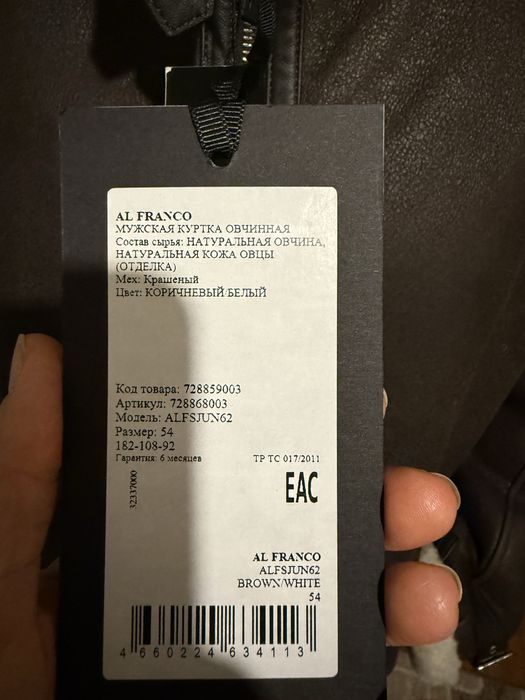 AL FRANCO
МУЖСКАЯ КУРТКА ОВЧИННАЯ
Состав сырья: НАТУРАЛЬНАЯ ОВЧИНА,
НАТУРАЛЬНАЯ КОЖА ОВЦЫ
(ОТДЕЛКА)
Мех: Крашеный
Цвет: КОРИЧНЕВЫЙ/БЕЛЫЙ
Код товара: 728859003
Артикул: 728868003
Модель: ALFSJUN62
Размер: 54
182-108-92
Гарантия: 6 месяцев
ТР ТС 017/2011
32337000
EAC
AL FRANCO
ALFSJUN62
BROWN/WHITE
54
4 660224 634113